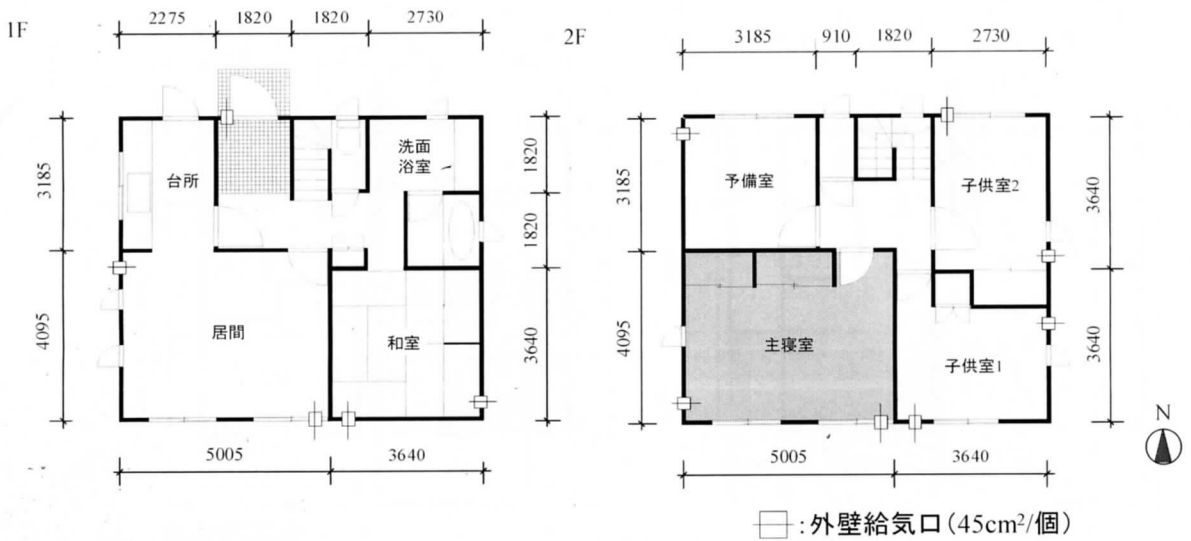 1F
2275 1820 1820 2730
3185
4095
1820
1820
3640
5005 3640
台所
洗面
浴室
居間
和室
2F
3185 910 1820 2730
3185
4095
3640
3640
5005 3640
予備室
子供室2
主寝室
子供室1
N
:外壁給気口(45cm²/個)